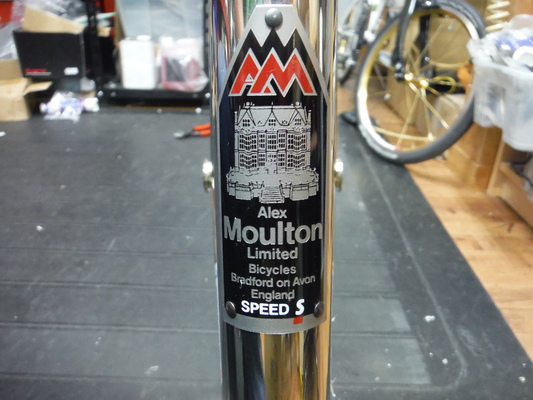 AM
Alex
Moulton
Limited
Bicycles
Bradford on Avon
England
SPEED S